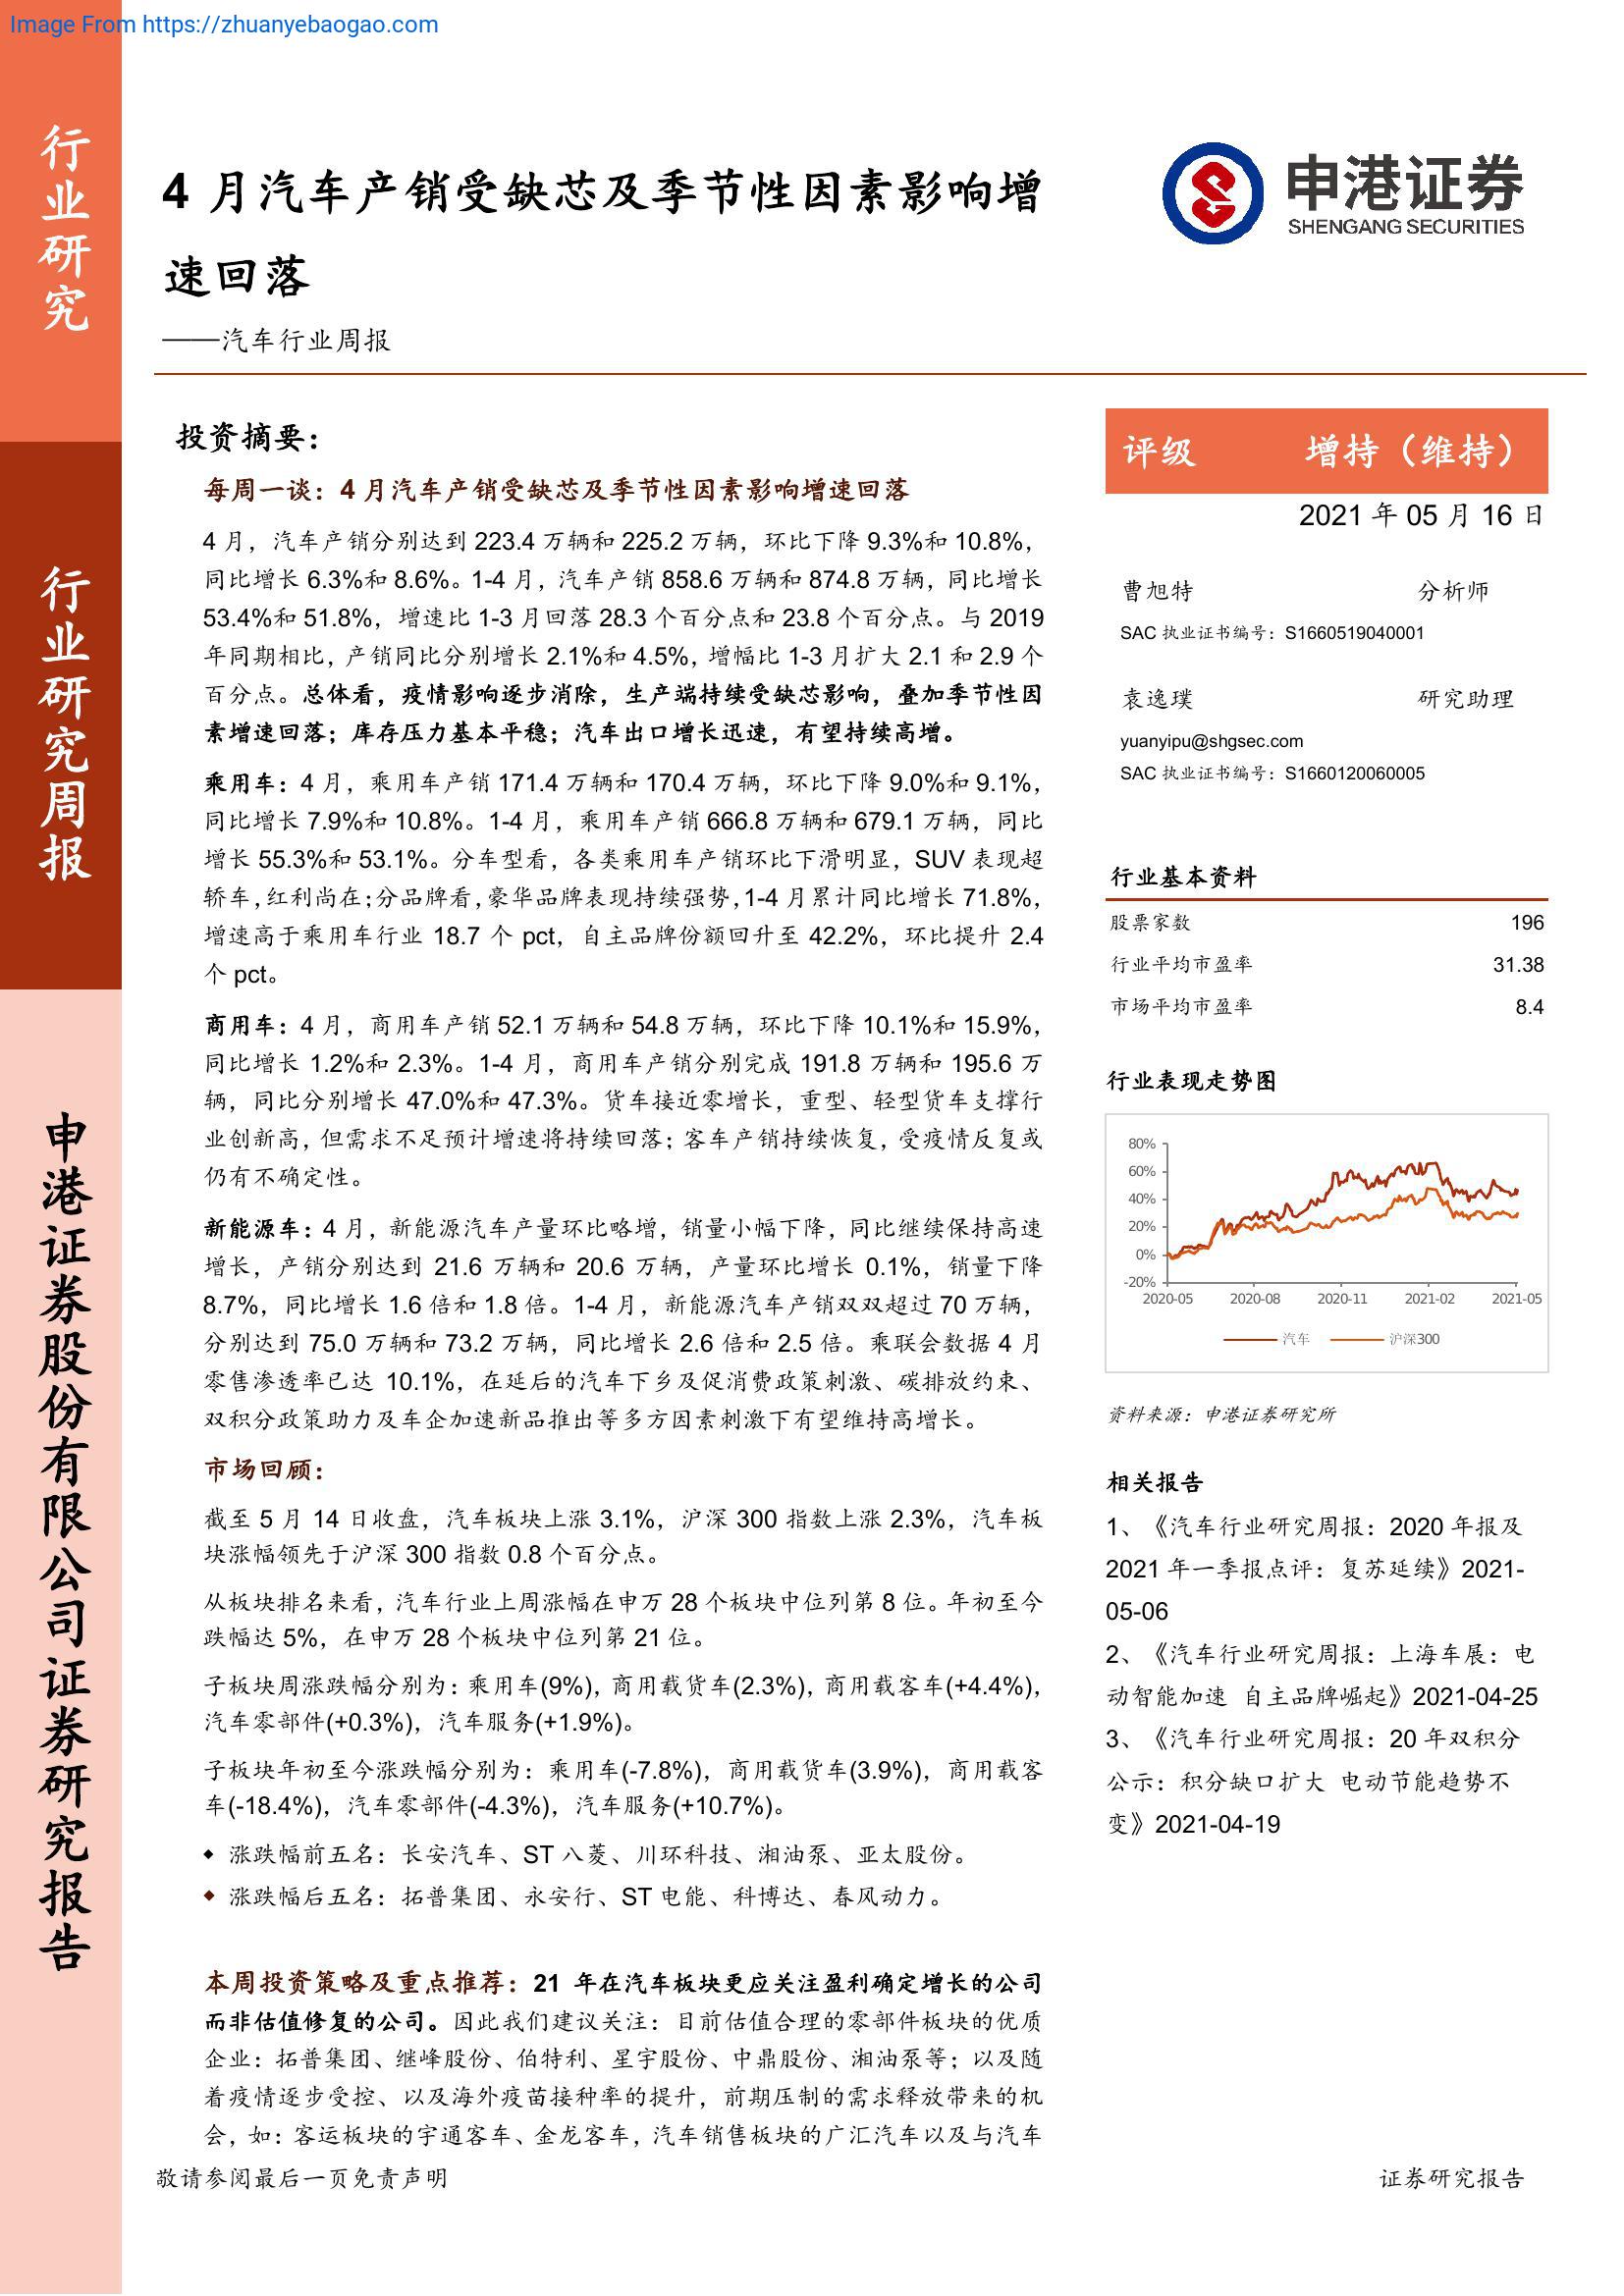 Image From https://zhuanyebaogao.com
行业研究
行业研究周报
申港证券股份有限公司证券研究报告
4 月汽车产销受缺芯及季节性因素影响增
速回落
——汽车行业周报
申港证券
SHENGANG SECURITIES
投资摘要：
每周一谈：4 月汽车产销受缺芯及季节性因素影响增速回落
4 月，汽车产销分别达到 223.4 万辆和 225.2 万辆，环比下降 9.3%和 10.8%，
同比增长 6.3%和 8.6%。1-4 月，汽车产销 858.6 万辆和 874.8 万辆，同比增长
53.4%和 51.8%，增速比 1-3 月回落 28.3 个百分点和 23.8 个百分点。与 2019
年同期相比，产销同比分别增长 2.1%和 4.5%，增幅比 1-3 月扩大 2.1 和 2.9 个
百分点。总体看，疫情影响逐步消除，生产端持续受缺芯影响，叠加季节性因
素增速回落；库存压力基本平稳；汽车出口增长迅速，有望持续高增。
乘用车：4 月，乘用车产销 171.4 万辆和 170.4 万辆，环比下降 9.0%和 9.1%，
同比增长 7.9%和 10.8%。1-4 月，乘用车产销 666.8 万辆和 679.1 万辆，同比
增长 55.3%和 53.1%。分车型看，各类乘用车产销环比下滑明显，SUV 表现超
轿车，红利尚在；分品牌看，豪华品牌表现持续强势，1-4 月累计同比增长 71.8%，
增速高于乘用车行业 18.7 个 pct，自主品牌份额回升至 42.2%，环比提升 2.4
个 pct。
商用车：4 月，商用车产销 52.1 万辆和 54.8 万辆，环比下降 10.1%和 15.9%，
同比增长 1.2%和 2.3%。1-4 月，商用车产销分别完成 191.8 万辆和 195.6 万
辆，同比分别增长 47.0%和 47.3%。货车接近零增长，重型、轻型货车支撑行
业创新高，但需求不足预计增速将持续回落；客车产销持续恢复，受疫情反复或
仍有不确定性。
新能源车：4 月，新能源汽车产量环比略增，销量小幅下降，同比继续保持高速
增长，产销分别达到 21.6 万辆和 20.6 万辆，产量环比增长 0.1%，销量下降
8.7%，同比增长 1.6 倍和 1.8 倍。1-4 月，新能源汽车产销双双超过 70 万辆，
分别达到 75.0 万辆和 73.2 万辆，同比增长 2.6 倍和 2.5 倍。乘联会数据 4 月
零售渗透率已达 10.1%，在延后的汽车下乡及促消费政策刺激、碳排放约束、
双积分政策助力及车企加速新品推出等多方因素刺激下有望维持高增长。
市场回顾：
截至 5 月 14 日收盘，汽车板块上涨 3.1%，沪深 300 指数上涨 2.3%，汽车板
块涨幅领先于沪深 300 指数 0.8 个百分点。
从板块排名来看，汽车行业上周涨幅在申万 28 个板块中位列第 8 位。年初至今
跌幅达 5%，在申万 28 个板块中位列第 21 位。
子板块周涨跌幅分别为：乘用车(9%)，商用载货车(2.3%)，商用载客车(+4.4%)，
汽车零部件(+0.3%)，汽车服务(+1.9%)。
子板块年初至今涨跌幅分别为：乘用车(-7.8%)，商用载货车(3.9%)，商用载客
车(-18.4%)，汽车零部件(-4.3%)，汽车服务(+10.7%)。
◆ 涨跌幅前五名：长安汽车、ST 八菱、川环科技、湘油泵、亚太股份。
◆ 涨跌幅后五名：拓普集团、永安行、ST 电能、科博达、春风动力。
本周投资策略及重点推荐：21 年在汽车板块更应关注盈利确定增长的公司
而非估值修复的公司。因此我们建议关注：目前估值合理的零部件板块的优质
企业：拓普集团、继峰股份、伯特利、星宇股份、中鼎股份、湘油泵等；以及随
着疫情逐步受控、以及海外疫苗接种率的提升，前期压制的需求释放带来的机
会，如：客运板块的宇通客车、金龙客车，汽车销售板块的广汇汽车以及与汽车
评级 增持（维持）
2021 年 05 月 16 日
曹旭特 分析师
SAC 执业证书编号：S1660519040001
袁逸璞 研究助理
yuanyipu@shgsec.com
SAC 执业证书编号：S1660120060005
行业基本资料
股票家数 196
行业平均市盈率 31.38
市场平均市盈率 8.4
行业表现走势图
80%
60%
40%
20%
0%
-20%
2020-05 2020-08 2020-11 2021-02 2021-05
汽车 沪深300
资料来源：申港证券研究所
相关报告
1、《汽车行业研究周报：2020 年报及
2021 年一季报点评：复苏延续》2021-
05-06
2、《汽车行业研究周报：上海车展：电
动智能加速 自主品牌崛起》2021-04-25
3、《汽车行业研究周报：20 年双积分
公示：积分缺口扩大 电动节能趋势不
变》2021-04-19
敬请参阅最后一页免责声明 证券研究报告